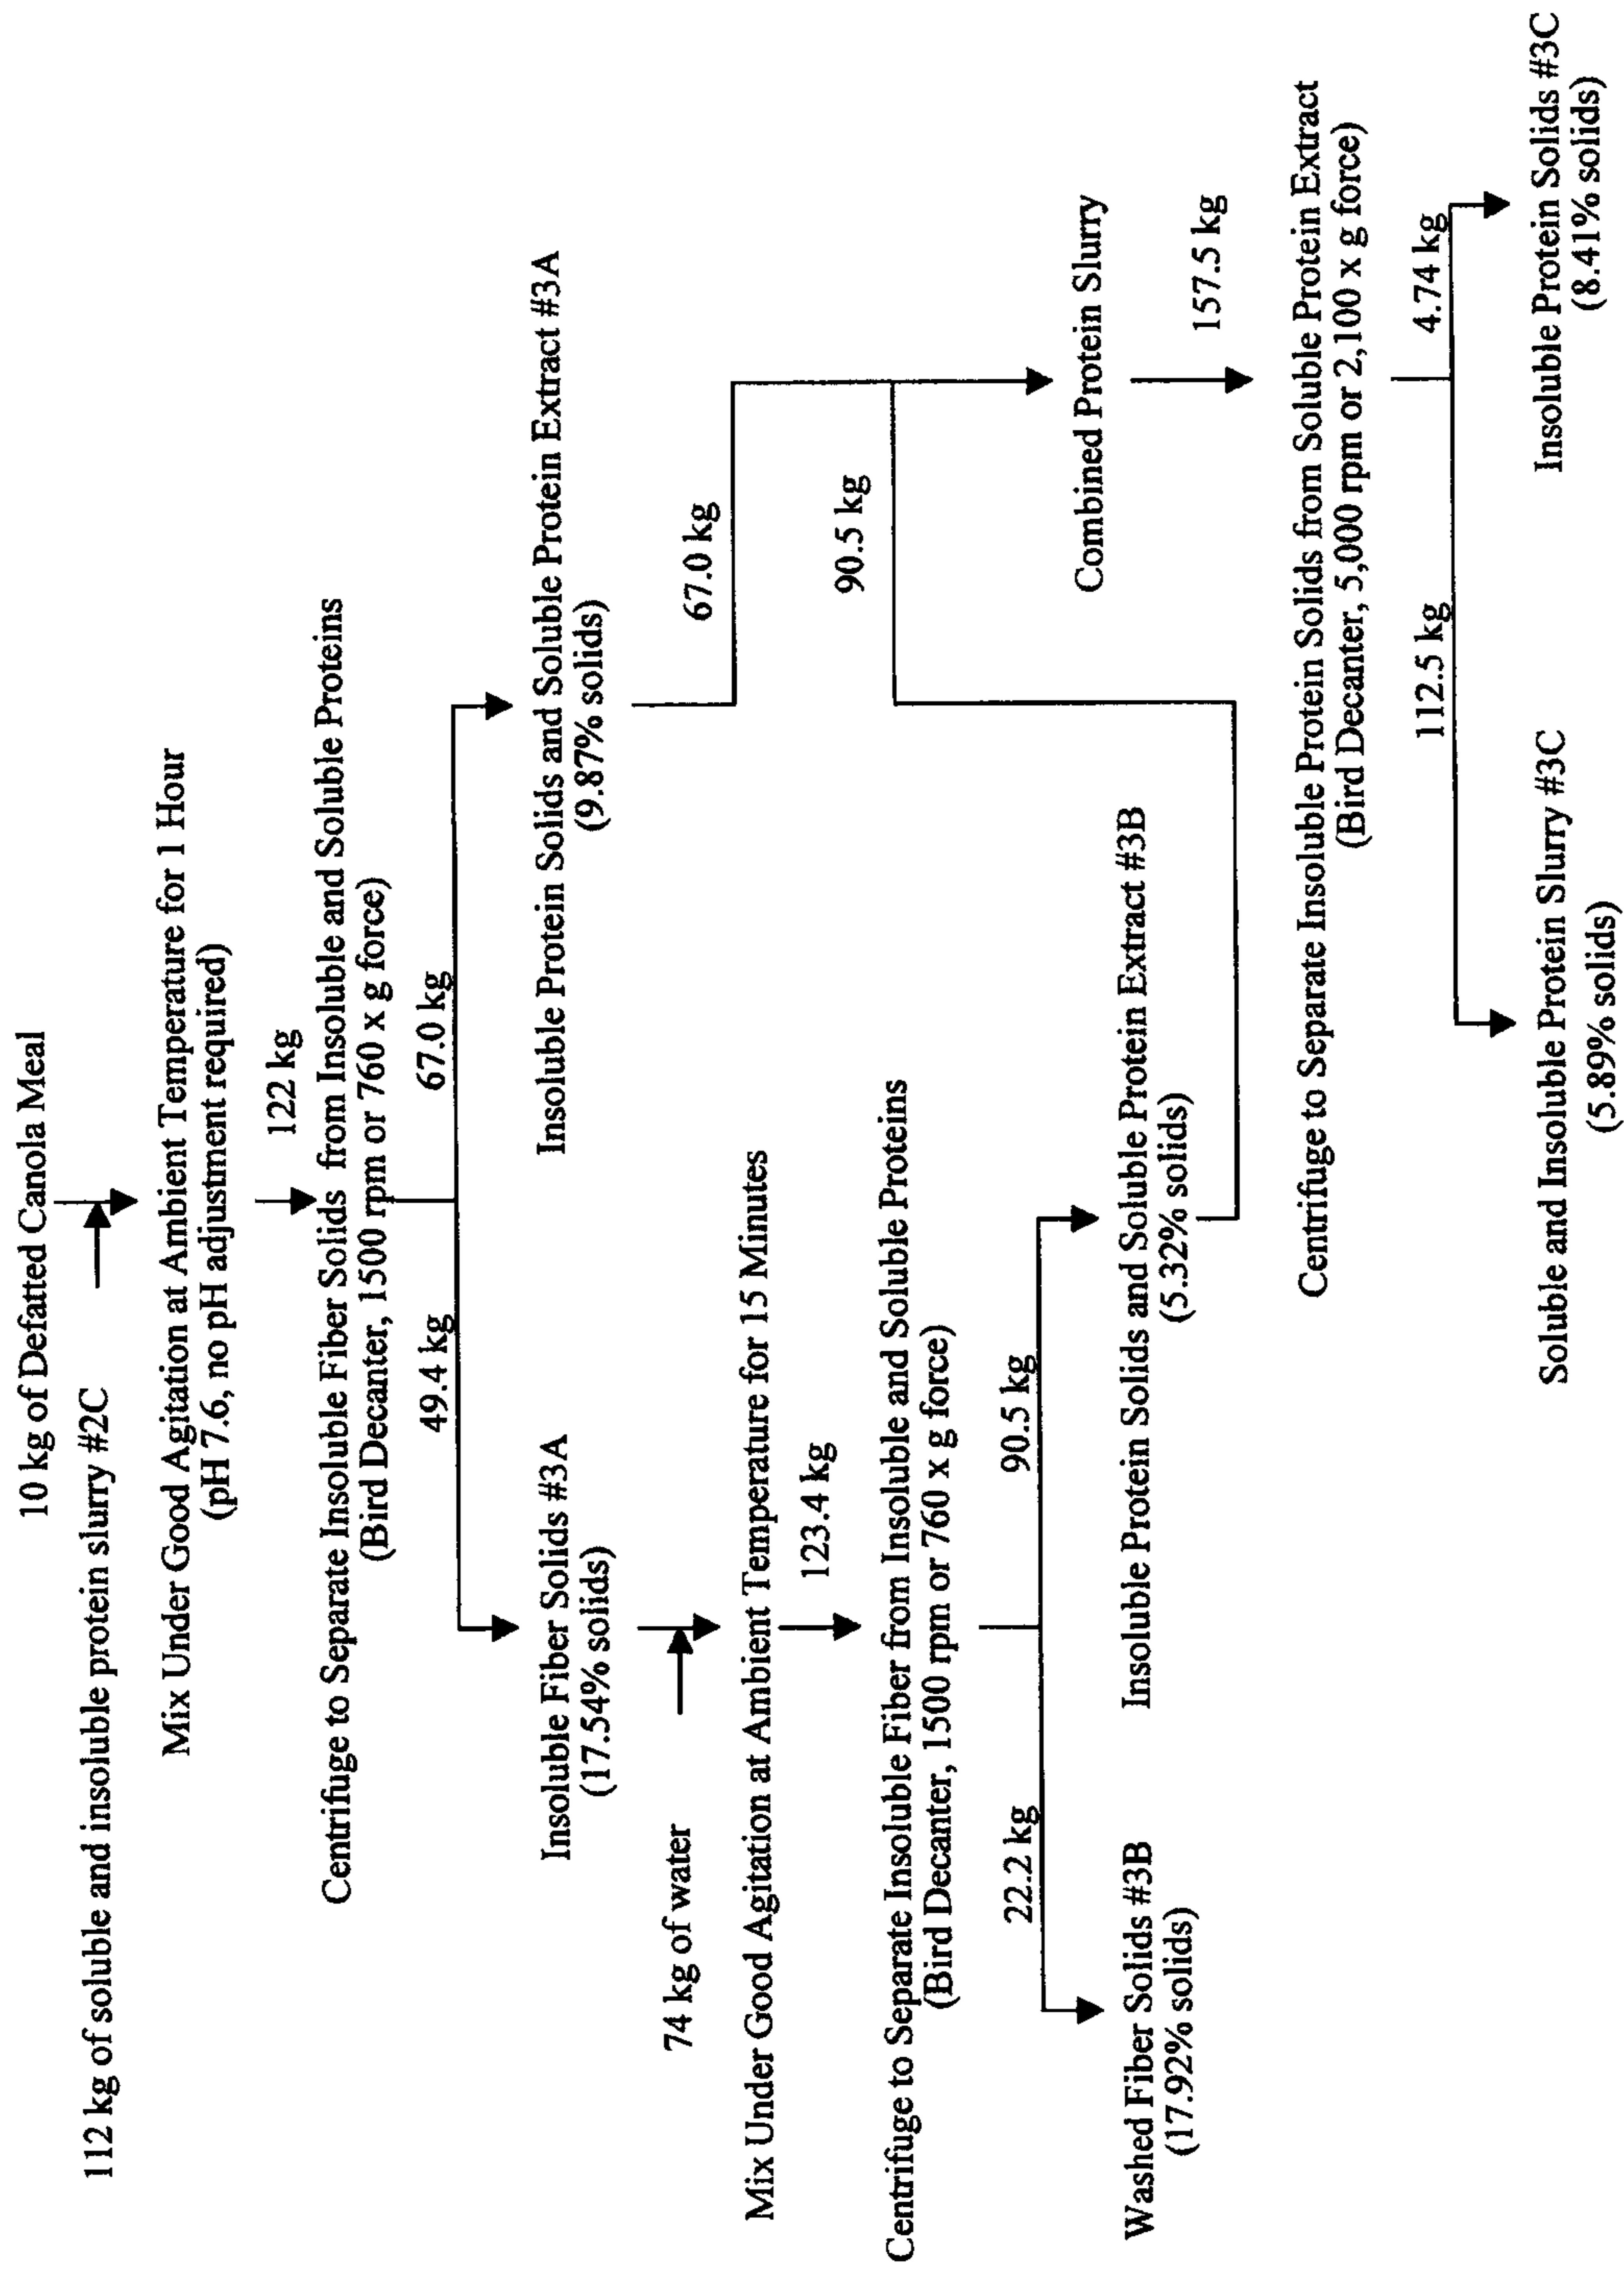 10 kg of Defatted Canola Meal
112 kg of soluble and insoluble protein slurry #2C
Mix Under Good Agitation at Ambient Temperature for 1 Hour
(pH 7.6, no pH adjustment required)
122 kg
Centrifuge to Separate Insoluble Fiber Solids from Insoluble and Soluble Proteins
(Bird Decanter, 1500 rpm or 760 x g force)
49.4 kg
67.0 kg
Insoluble Fiber Solids #3A
(17.54% solids)
Insoluble Protein Solids and Soluble Protein Extract #3A
(9.87% solids)
74 kg of water
67.0 kg
Mix Under Good Agitation at Ambient Temperature for 15 Minutes
123.4 kg
90.5 kg
Centrifuge to Separate Insoluble Fiber from Insoluble and Soluble Proteins
(Bird Decanter, 1500 rpm or 760 x g force)
22.2 kg
90.5 kg
Combined Protein Slurry
Washed Fiber Solids #3B
(17.92% solids)
Insoluble Protein Solids and Soluble Protein Extract #3B
(5.32% solids)
157.5 kg
Centrifuge to Separate Insoluble Protein Solids from Soluble Protein Extract
(Bird Decanter, 5,000 rpm or 2,100 x g force)
112.5 kg
4.74 kg
Soluble and Insoluble Protein Slurry #3C
(5.89% solids)
Insoluble Protein Solids #3C
(8.41% solids)